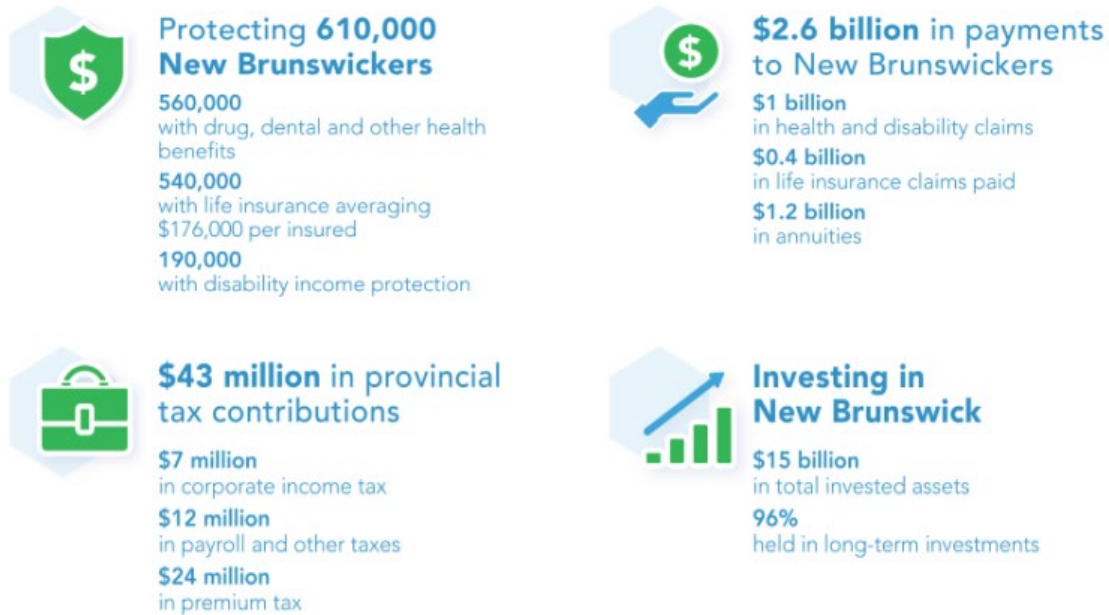 Protecting 610,000
New Brunswickers
560,000
with drug, dental and other health
benefits
540,000
with life insurance averaging
$176,000 per insured
190,000
with disability income protection
$2.6 billion in payments
to New Brunswickers
$1 billion
in health and disability claims
$0.4 billion
in life insurance claims paid
$1.2 billion
in annuities
$43 million in provincial
tax contributions
$7 million
in corporate income tax
$12 million
in payroll and other taxes
$24 million
in premium tax
Investing in
New Brunswick
$15 billion
in total invested assets
96%
held in long-term investments